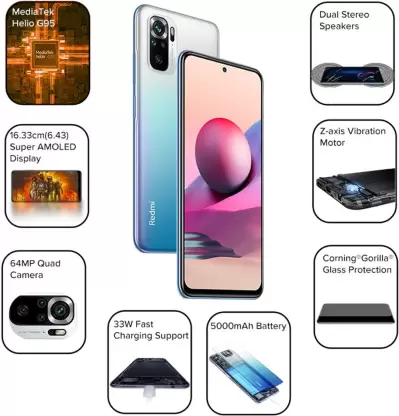 MediaTek
Helio G95
MediaTek
Helio G95
Dual Stereo
Speakers
16.33cm(6.43)
Super AMOLED
Display
Z-axis Vibration
Motor
64MP Quad
Camera
Corning®Gorilla®
Glass Protection
33W Fast
Charging Support
5000mAh Battery
Redmi